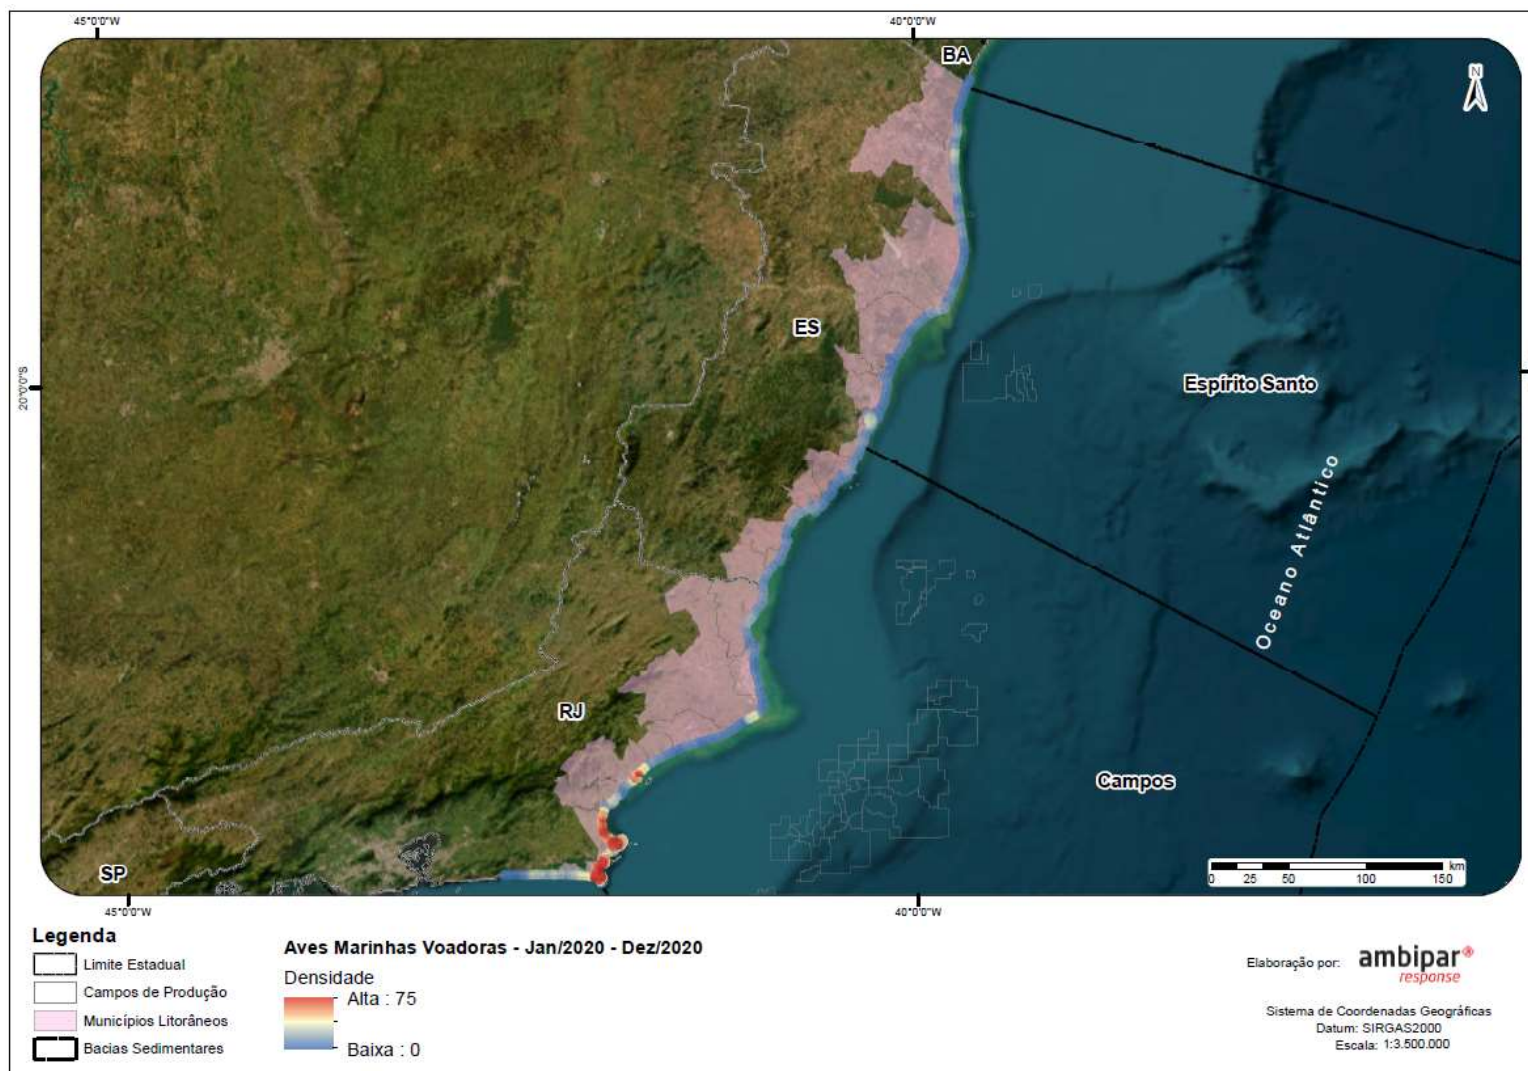 45°0'0"W
40°0'0"W
BA
N
ES
20°0'0"S
Espírito Santo
Oceano Atlântico
RJ
Campos
SP
km
0 25 50 100 150
45°0'0"W
40°0'0"W
Legenda
Limite Estadual
Campos de Produção
Municípios Litorâneos
Bacias Sedimentares
Aves Marinhas Voadoras - Jan/2020 - Dez/2020
Densidade
Alta : 75
Baixa : 0
Elaboração por:
ambipar®
response
Sistema de Coordenadas Geográficas
Datum: SIRGAS2000
Escala: 1:3.500.000